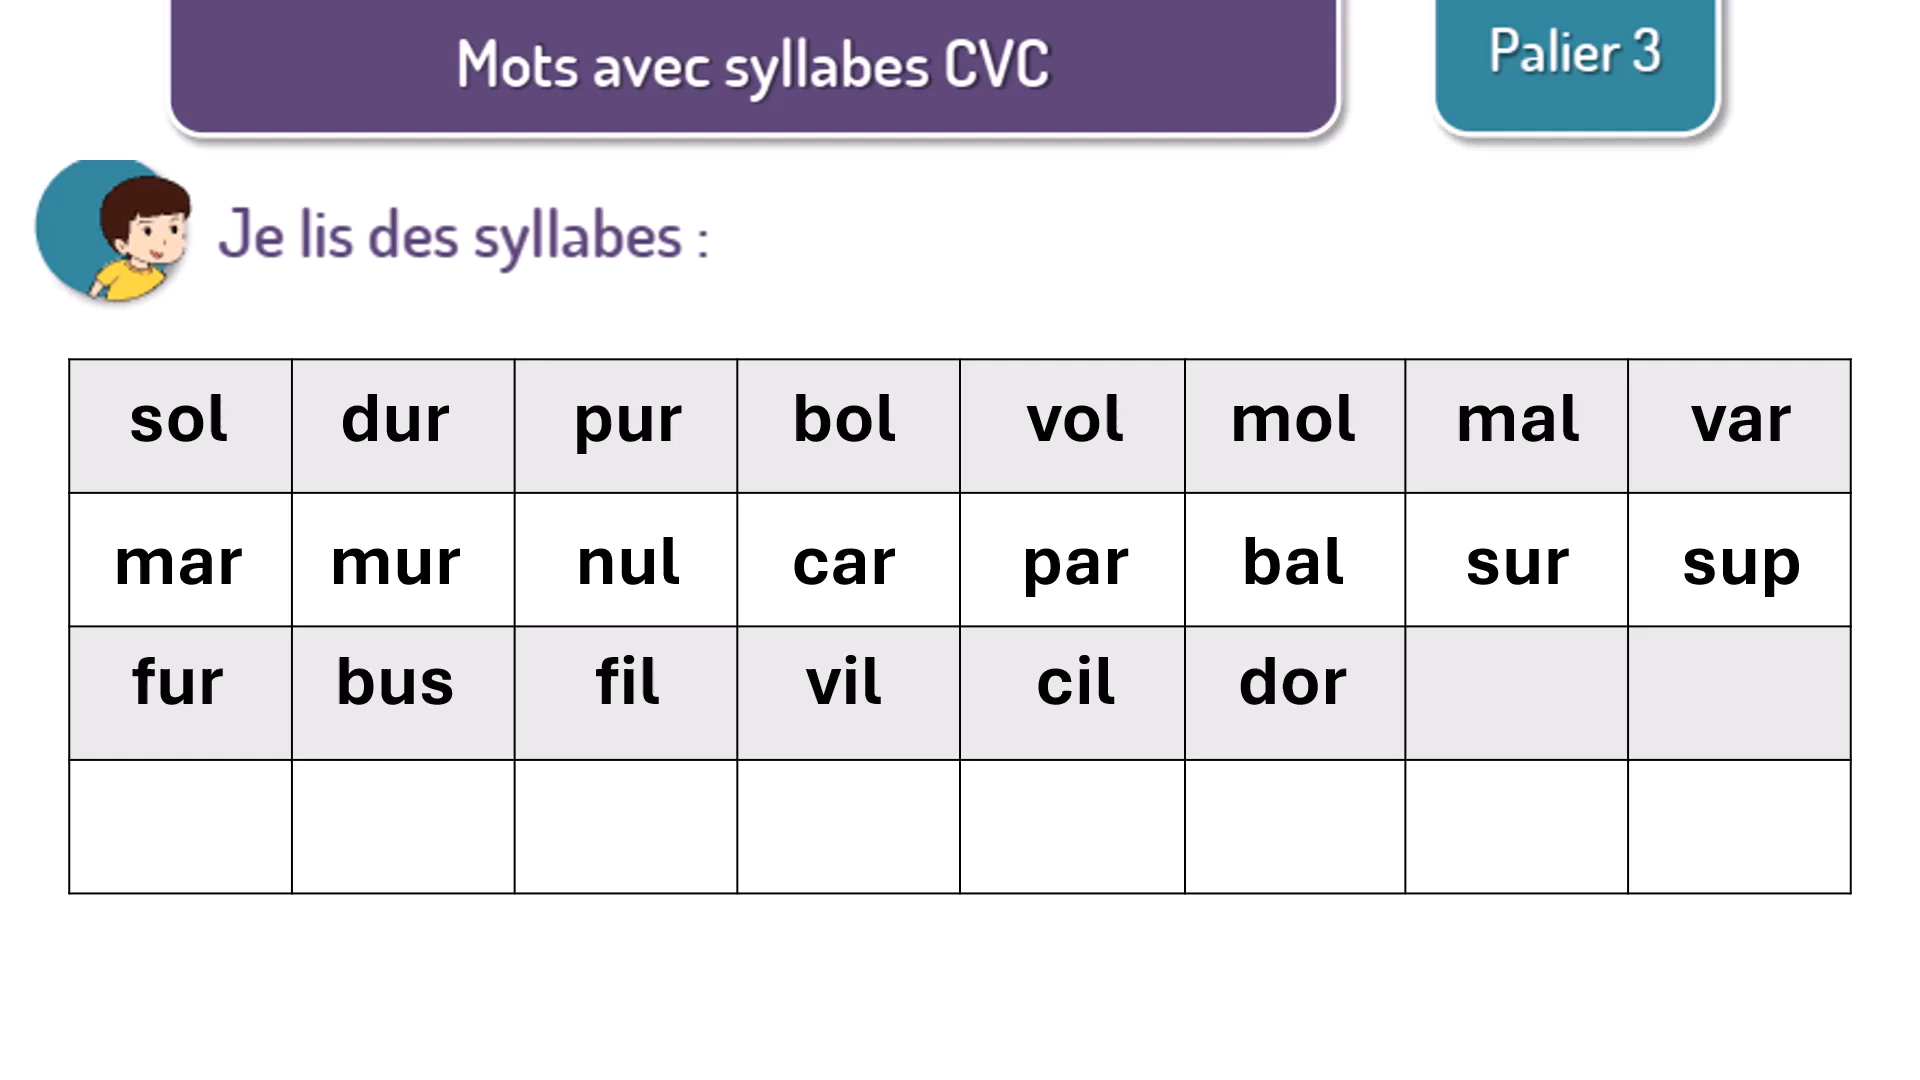 Mots avec syllabes CVC
Palier 3
Je lis des syllabes :
sol dur pur bol vol mol mal var
mar mur nul car par bal sur sup
fur bus fil vil cil dor